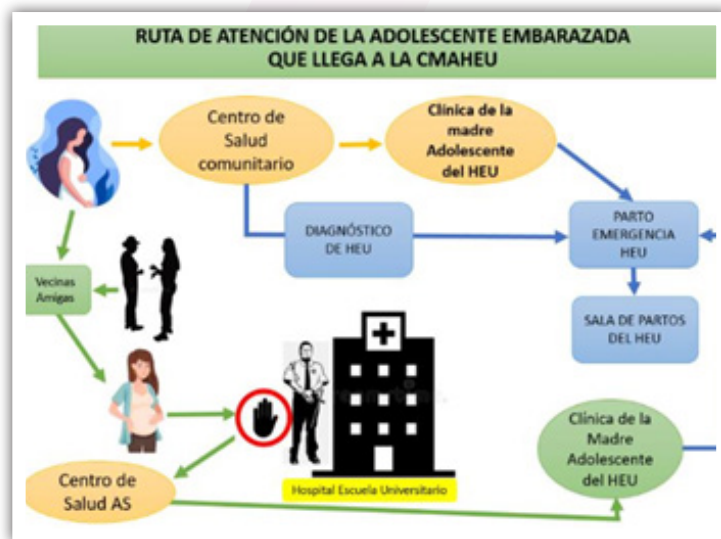 RUTA DE ATENCIÓN DE LA ADOLESCENTE EMBARAZADA
QUE LLEGA A LA CMAHEU
Centro de
Salud
comunitario
Clínica de la
madre
Adolescente
del HEU
DIAGNÓSTICO
DE HEU
PARTO
EMERGENCIA
HEU
Vecinas
Amigas
SALA DE PARTOS
DEL HEU
Clínica de la
Madre
Adolescente
del HEU
Centro de
Salud AS
Hospital Escuela Universitario